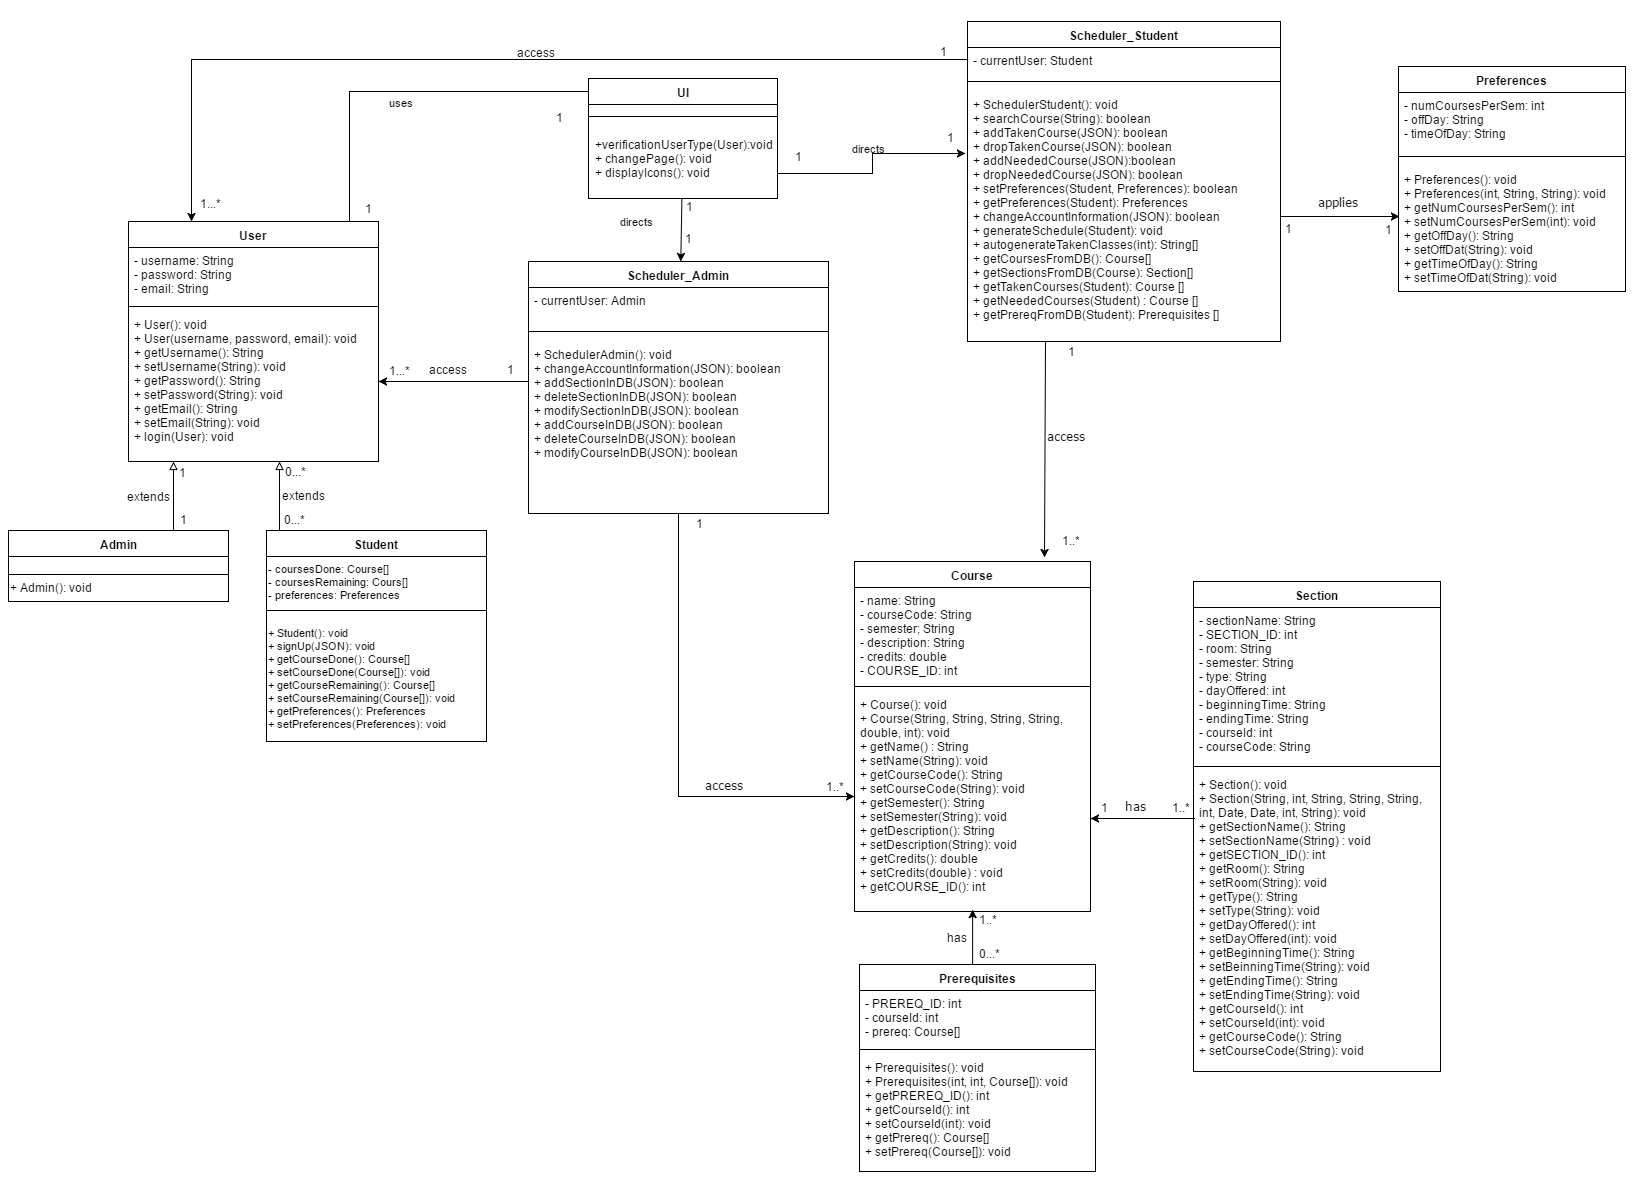 access
1
1...*
uses
1
1
UI
+verificationUserType(User):void
+ changePage(): void
+ displayIcons(): void
1
directs
1
1
directs
1
Scheduler_Student
- currentUser: Student
+ SchedulerStudent(): void
+ searchCourse(String): boolean
+ addTakenCourse(JSON): boolean
+ dropTakenCourse(JSON): boolean
+ addNeededCourse(JSON):boolean
+ dropNeededCourse(JSON): boolean
+ setPreferences(Student, Preferences): boolean
+ getPreferences(Student): Preferences
+ changeAccountInformation(JSON): boolean
+ generateSchedule(Student): void
+ autogenerateTakenClasses(int): String[]
+ getCoursesFromDB(): Course[]
+ getSectionsFromDB(Course): Section[]
+ getTakenCourses(Student): Course []
+ getNeededCourses(Student) : Course []
+ getPrereqFromDB(Student): Prerequisites []
applies
1
1
Preferences
- numCoursesPerSem: int
- offDay: String
- timeOfDay: String
+ Preferences(): void
+ Preferences(int, String, String): void
+ getNumCoursesPerSem(): int
+ setNumCoursesPerSem(int): void
+ getOffDay(): String
+ setOffDat(String): void
+ getTimeOfDay(): String
+ setTimeOfDat(String): void
User
- username: String
- password: String
- email: String
+ User(): void
+ User(username, password, email): void
+ getUsername(): String
+ setUsername(String): void
+ getPassword(): String
+ setPassword(String): void
+ getEmail(): String
+ setEmail(String): void
+ login(User): void
1...*
access
1
Scheduler_Admin
- currentUser: Admin
+ SchedulerAdmin(): void
+ changeAccountInformation(JSON): boolean
+ addSectionInDB(JSON): boolean
+ deleteSectionInDB(JSON): boolean
+ modifySectionInDB(JSON): boolean
+ addCourseInDB(JSON): boolean
+ deleteCourseInDB(JSON): boolean
+ modifyCourseInDB(JSON): boolean
1
extends
1
0...*
extends
0...*
Admin
+ Admin(): void
Student
- coursesDone: Course[]
- coursesRemaining: Cours[]
- preferences: Preferences
+ Student(): void
+ signUp(JSON): void
+ getCourseDone(): Course[]
+ setCourseDone(Course[]): void
+ getCourseRemaining(): Course[]
+ setCourseRemaining(Course[]): void
+ getPreferences(): Preferences
+ setPreferences(Preferences): void
1
access
1..*
1
access
1..*
Course
- name: String
- courseCode: String
- semester; String
- description: String
- credits: double
- COURSE_ID: int
+ Course(): void
+ Course(String, String, String, String,
double, int): void
+ getName() : String
+ setName(String): void
+ getCourseCode(): String
+ setCourseCode(String): void
+ getSemester(): String
+ setSemester(String): void
+ getDescription(): String
+ setDescription(String): void
+ getCredits(): double
+ setCredits(double) : void
+ getCOURSE_ID(): int
1
has
1..*
Section
- sectionName: String
- SECTION_ID: int
- room: String
- semester: String
- type: String
- dayOffered: int
- beginningTime: String
- endingTime: String
- courseId: int
- courseCode: String
+ Section(): void
+ Section(String, int, String, String, String,
int, Date, Date, int, String): void
+ getSectionName(): String
+ setSectionName(String) : void
+ getSECTION_ID(): int
+ getRoom(): String
+ setRoom(String): void
+ getType(): String
+ setType(String): void
+ getDayOffered(): int
+ setDayOffered(int): void
+ getBeginningTime(): String
+ setBeinningTime(String): void
+ getEndingTime(): String
+ setEndingTime(String): void
+ getCourseId(): int
+ setCourseId(int): void
+ getCourseCode(): String
+ setCourseCode(String): void
1..*
has
0...*
Prerequisites
- PREREQ_ID: int
- courseId: int
- prereq: Course[]
+ Prerequisites(): void
+ Prerequisites(int, int, Course[]): void
+ getPREREQ_ID(): int
+ getCourseId(): int
+ setCourseId(int): void
+ getPrereq(): Course[]
+ setPrereq(Course[]): void